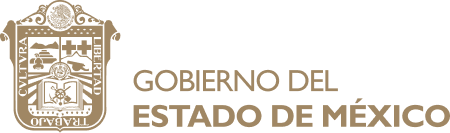 CVLTVRA
LIBERTAD
TRABAJO
GOBIERNO DEL
ESTADO DE MÉXICO